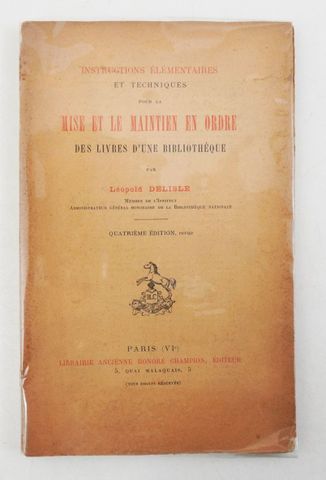 INSTRUCTIONS ÉLÉMENTAIRES
ET TECHNIQUES
POUR LA
MISE ET LE MAINTIEN EN ORDRE
DES LIVRES D'UNE BIBLIOTHÈQUE
PAR
Léopold DELISLE
MEMBRE DE L'INSTITUT
ADMINISTRATEUR GÉNÉRAL HONORAIRE DE LA BIBLIOTHÈQUE NATIONALE
QUATRIÈME ÉDITION, revue
PARIS (VIe)
LIBRAIRIE ANCIENNE HONORÉ CHAMPION, ÉDITEUR
5, QUAI MALAQUAIS, 5
(TOUS DROITS RÉSERVÉS)